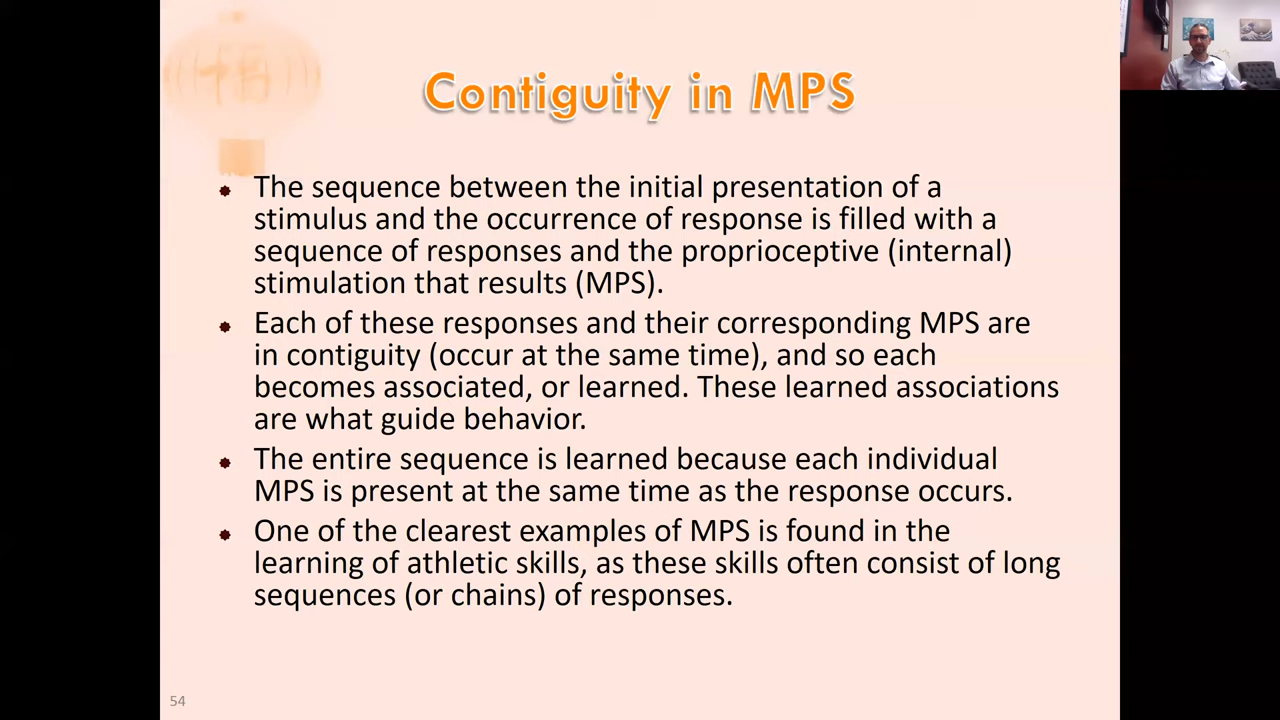 Contiguity in MPS
The sequence between the initial presentation of a
stimulus and the occurrence of response is filled with a
sequence of responses and the proprioceptive (internal)
stimulation that results (MPS).
Each of these responses and their corresponding MPS are
in contiguity (occur at the same time), and so each
becomes associated, or learned. These learned associations
are what guide behavior.
The entire sequence is learned because each individual
MPS is present at the same time as the response occurs.
One of the clearest examples of MPS is found in the
learning of athletic skills, as these skills often consist of long
sequences (or chains) of responses.
54